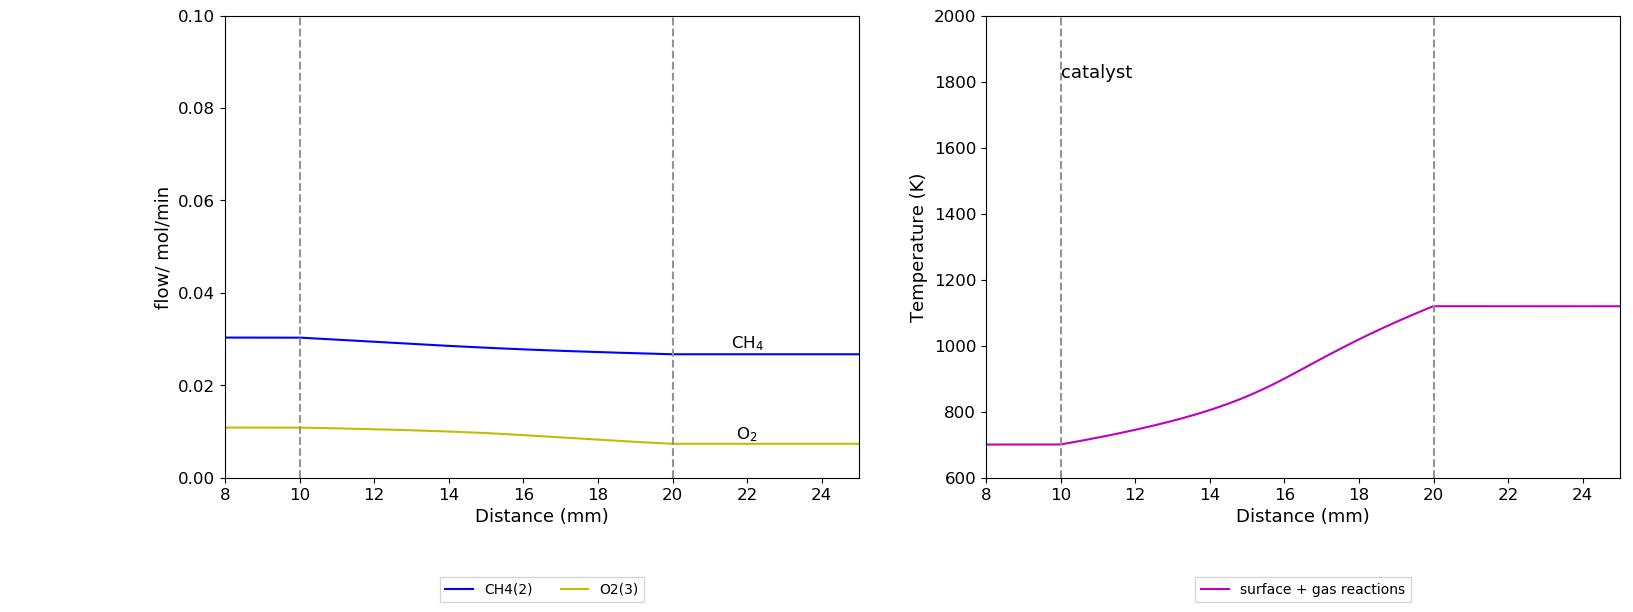 0.10
0.08
0.06
0.04
0.02
0.00
flow/ mol/min
CH₄
O₂
8 10 12 14 16 18 20 22 24
Distance (mm)
CH4(2) O2(3)
2000
1800
1600
1400
1200
1000
800
600
Temperature (K)
catalyst
8 10 12 14 16 18 20 22 24
Distance (mm)
surface + gas reactions